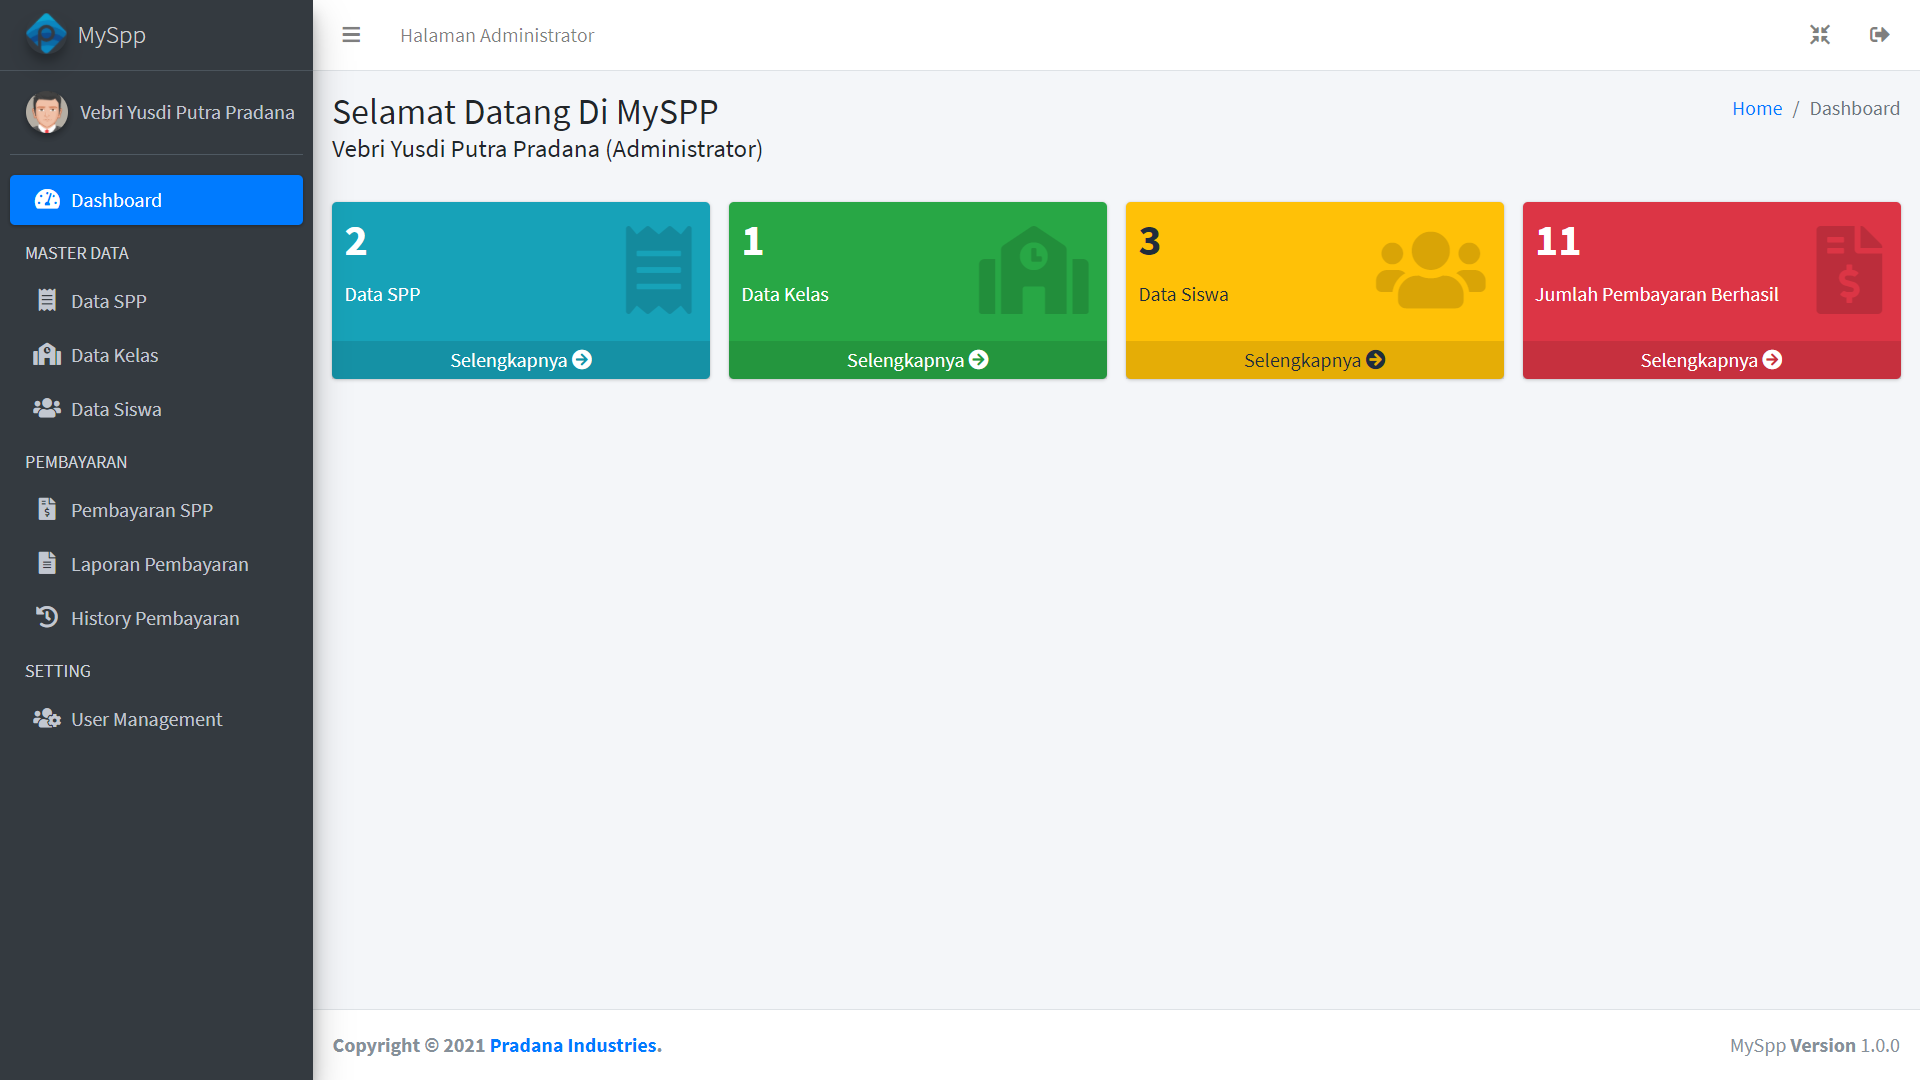 MySpp
Vebri Yusdi Putra Pradana
Dashboard
MASTER DATA
Data SPP
Data Kelas
Data Siswa
PEMBAYARAN
Pembayaran SPP
Laporan Pembayaran
History Pembayaran
SETTING
User Management
Halaman Administrator
Selamat Datang Di MySPP
Vebri Yusdi Putra Pradana (Administrator)
Home / Dashboard
2
Data SPP
Selengkapnya
1
Data Kelas
Selengkapnya
3
Data Siswa
Selengkapnya
11
Jumlah Pembayaran Berhasil
Selengkapnya
Copyright © 2021 Pradana Industries.
MySpp Version 1.0.0